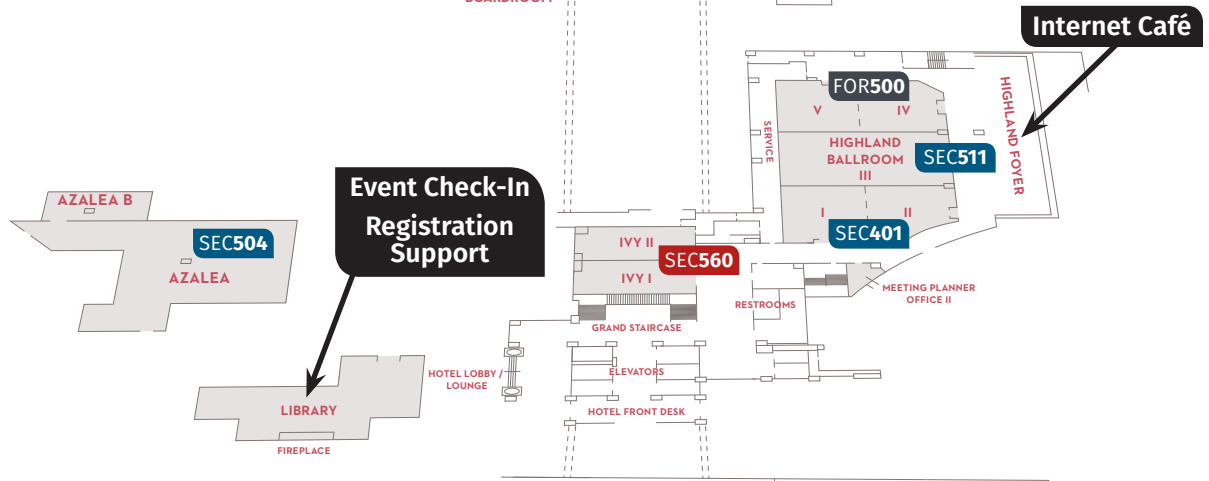 BOARDROOM
Internet Café
HIGHLAND FOYER
FOR500
V
IV
SERVICE
HIGHLAND
BALLROOM
III
SEC511
I
II
SEC401
Event Check-In
Registration
Support
AZALEA B
SEC504
AZALEA
IVY II
SEC560
IVY I
MEETING PLANNER
OFFICE II
RESTROOMS
GRAND STAIRCASE
HOTEL LOBBY /
LOUNGE
ELEVATORS
LIBRARY
HOTEL FRONT DESK
FIREPLACE